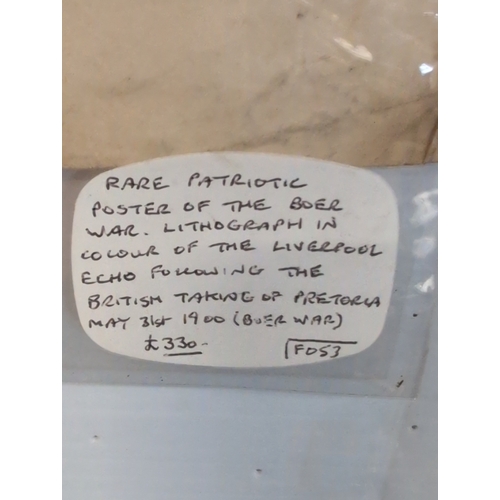 RARE PATRIOTIC
POSTER OF THE BOER
WAR. LITHOGRAPH IN
COLOUR OF THE LIVERPOOL
ECHO FOLLOWING THE
BRITISH TAKING OF PRETORIA
MAY 31st 1900 (BOER WAR)
£330-
F053